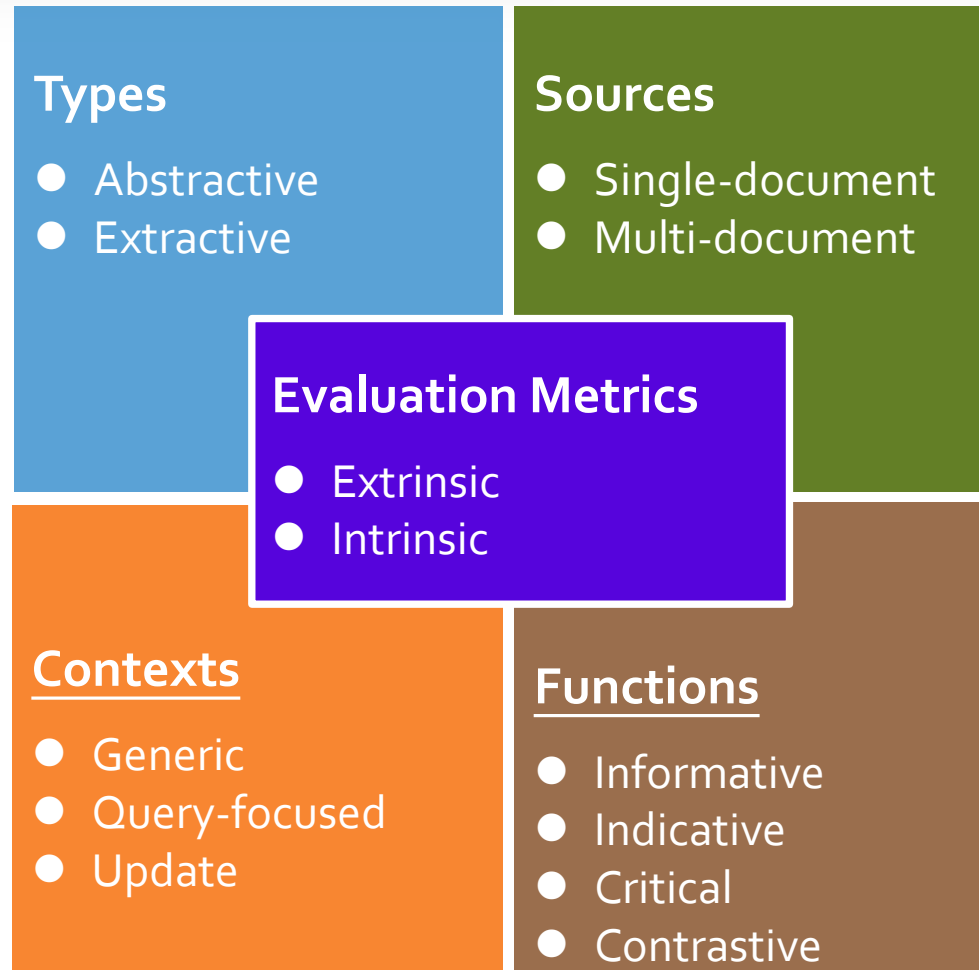 Types
● Abstractive
● Extractive
Sources
● Single-document
● Multi-document
Evaluation Metrics
● Extrinsic
● Intrinsic
Contexts
● Generic
● Query-focused
● Update
Functions
● Informative
● Indicative
● Critical
● Contrastive